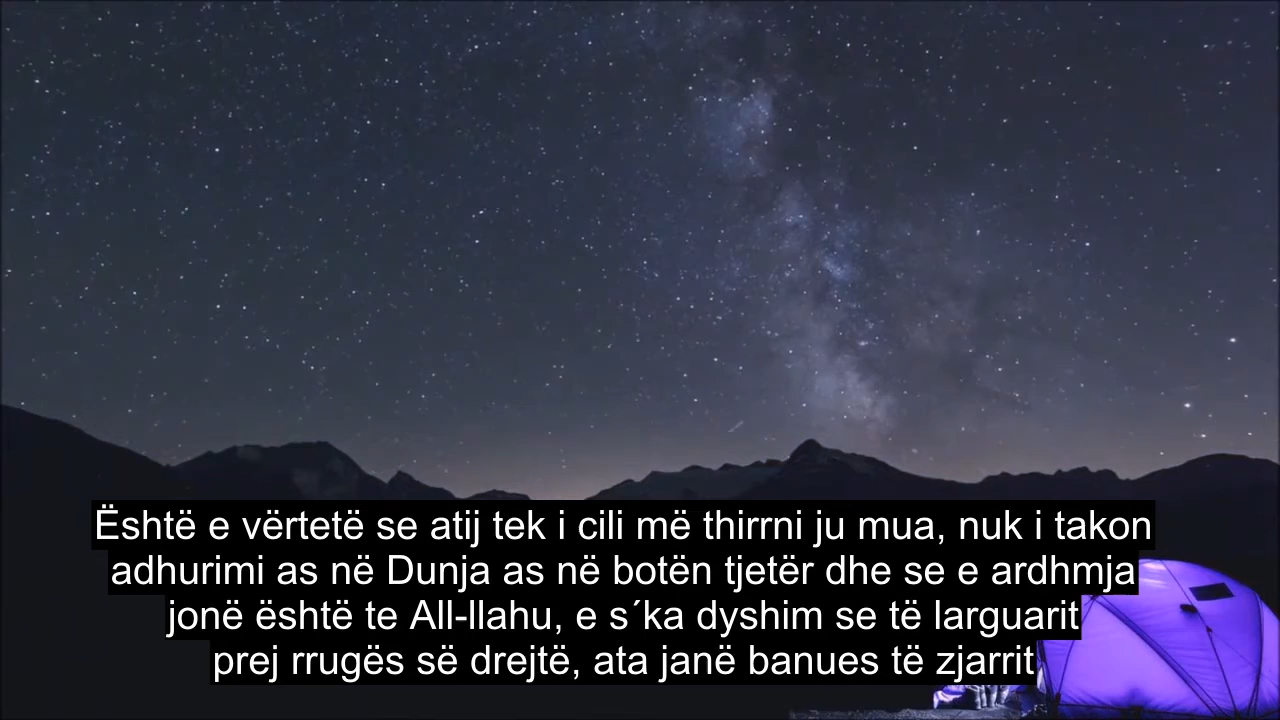 Është e vërtetë se atij tek i cili më thirrni ju mua, nuk i takon
adhurimi as në Dunja as në botën tjetër dhe se e ardhmja
jonë është te All-llahu, e s´ka dyshim se të larguarit
prej rrugës së drejtë, ata janë banues të zjarrit